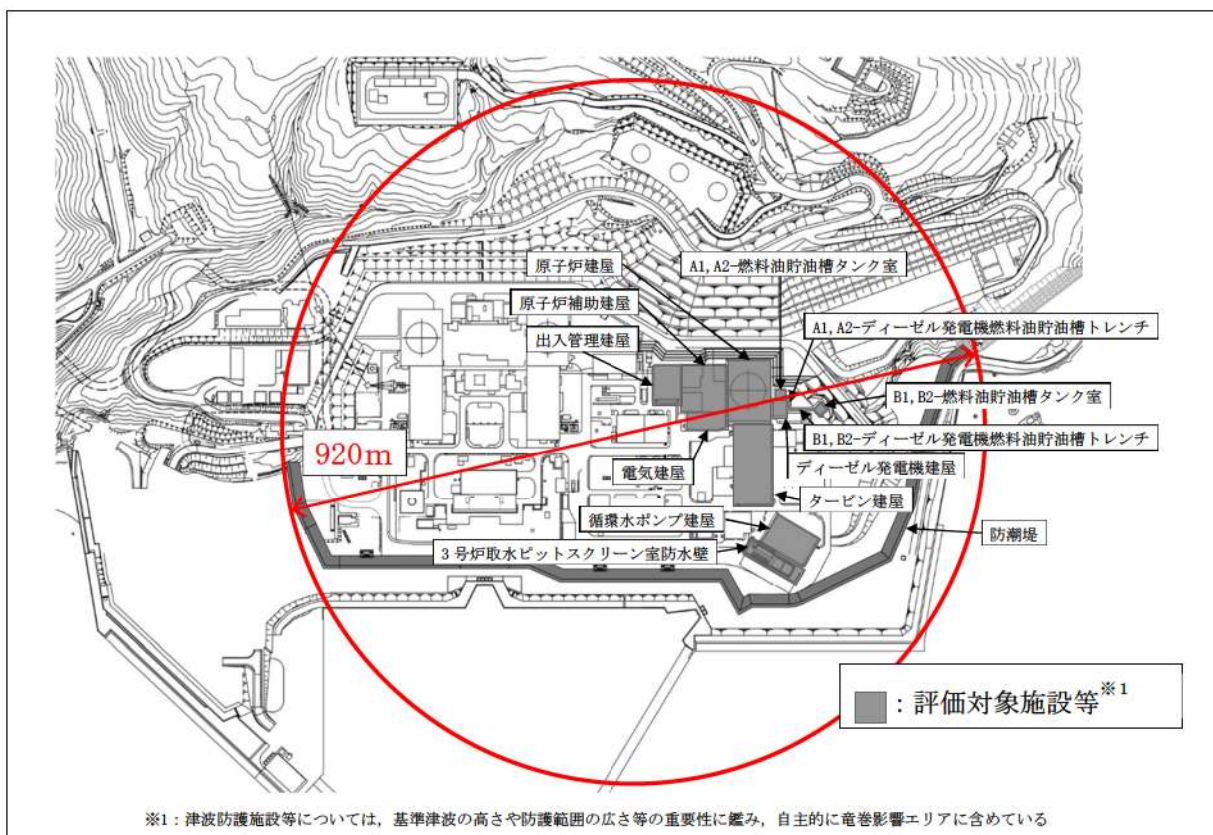 原子炉建屋
A1, A2-燃料油貯油槽タンク室
原子炉補助建屋
A1, A2-ディーゼル発電機燃料油貯油槽トレンチ
出入管理建屋
B1, B2-燃料油貯油槽タンク室
920m
B1, B2-ディーゼル発電機燃料油貯油槽トレンチ
電気建屋
ディーゼル発電機建屋
タービン建屋
循環水ポンプ建屋
防潮堤
3号炉取水ピットスクリーン室防水壁
:評価対象施設等※1
※1:津波防護施設等については,基準津波の高さや防護範囲の広さ等の重要性に鑑み,自主的に竜巻影響エリアに含めている